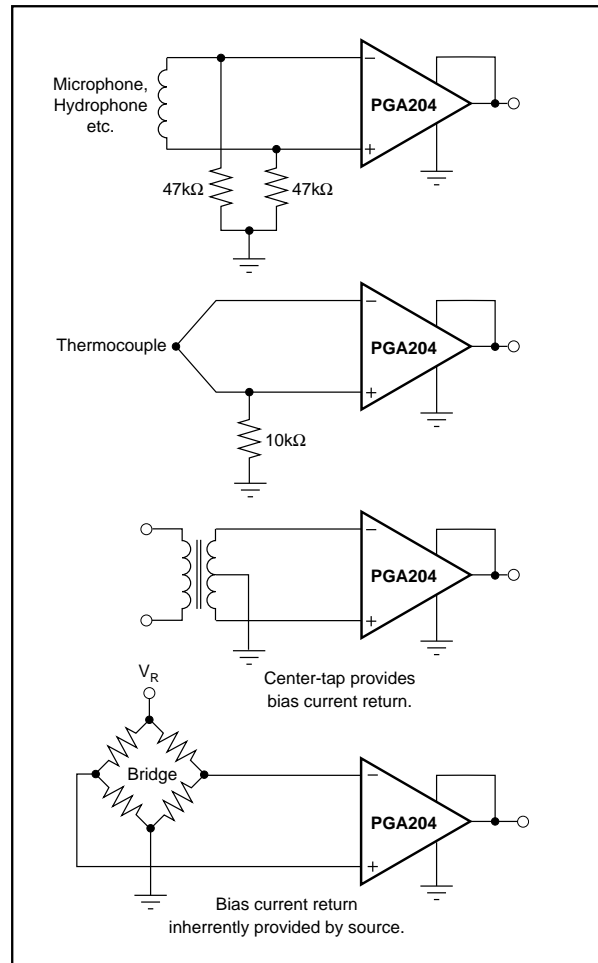 Microphone,
Hydrophone
etc.
−
PGA204
+
47kΩ
47kΩ
Thermocouple
−
PGA204
+
10kΩ
−
PGA204
+
Center-tap provides
bias current return.
VR
Bridge
−
PGA204
+
Bias current return
inherrently provided by source.